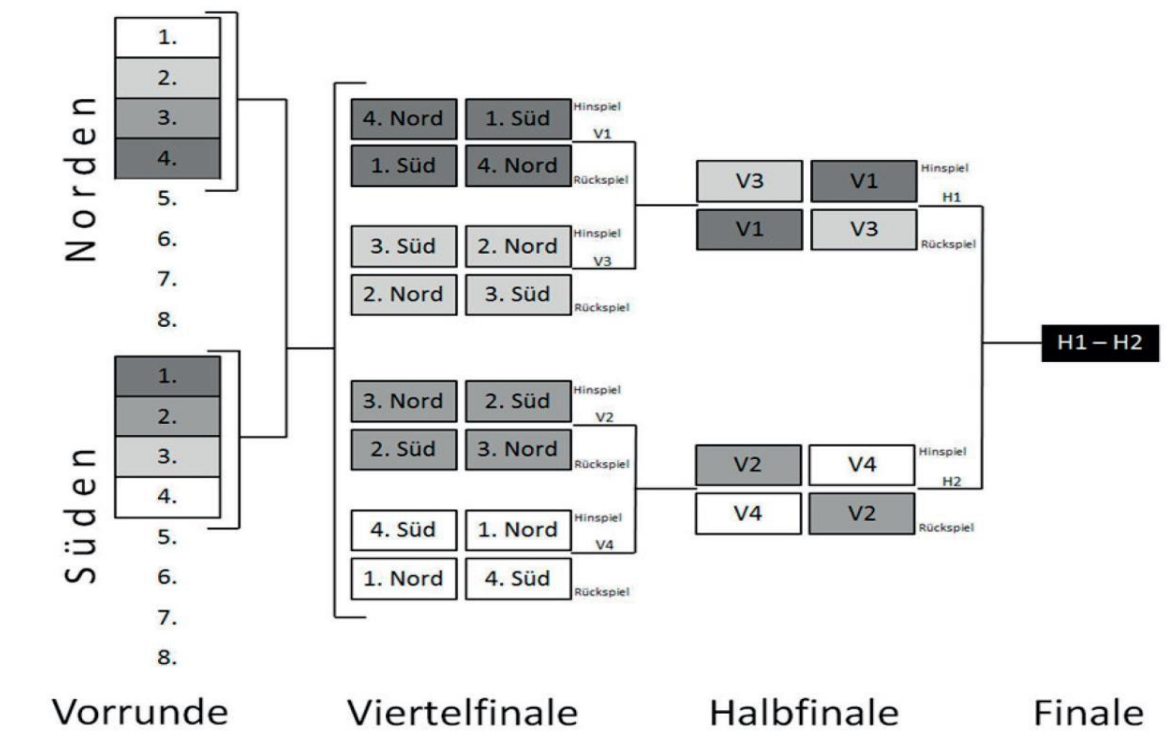 Norden
1.
2.
3.
4.
5.
6.
7.
8.
Süden
1.
2.
3.
4.
5.
6.
7.
8.
4. Nord 1. Süd Hinspiel
V1
1. Süd 4. Nord Rückspiel
3. Süd 2. Nord Hinspiel
V3
2. Nord 3. Süd Rückspiel
3. Nord 2. Süd Hinspiel
V2
2. Süd 3. Nord Rückspiel
4. Süd 1. Nord Hinspiel
V4
1. Nord 4. Süd Rückspiel
V3 V1 Hinspiel
H1
V1 V3 Rückspiel
V2 V4 Hinspiel
H2
V4 V2 Rückspiel
H1 – H2
Vorrunde Viertelfinale Halbfinale Finale